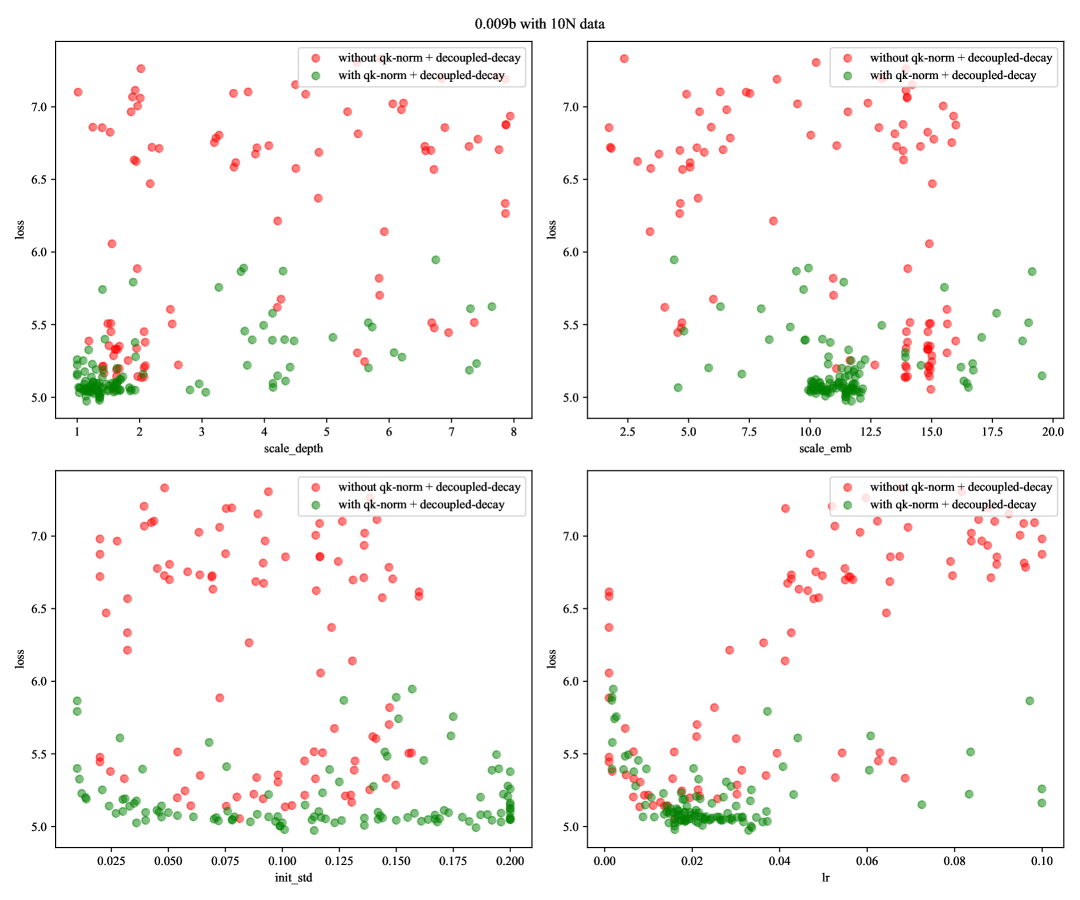 0.009b with 10N data
without qk-norm + decoupled-decay
with qk-norm + decoupled-decay
7.0
6.5
6.0
5.5
5.0
loss
1 2 3 4 5 6 7 8
scale_depth
without qk-norm + decoupled-decay
with qk-norm + decoupled-decay
7.0
6.5
6.0
5.5
5.0
loss
2.5 5.0 7.5 10.0 12.5 15.0 17.5 20.0
scale_emb
without qk-norm + decoupled-decay
with qk-norm + decoupled-decay
7.0
6.5
6.0
5.5
5.0
loss
0.025 0.050 0.075 0.100 0.125 0.150 0.175 0.200
init_std
without qk-norm + decoupled-decay
with qk-norm + decoupled-decay
7.0
6.5
6.0
5.5
5.0
loss
0.00 0.02 0.04 0.06 0.08 0.10
lr